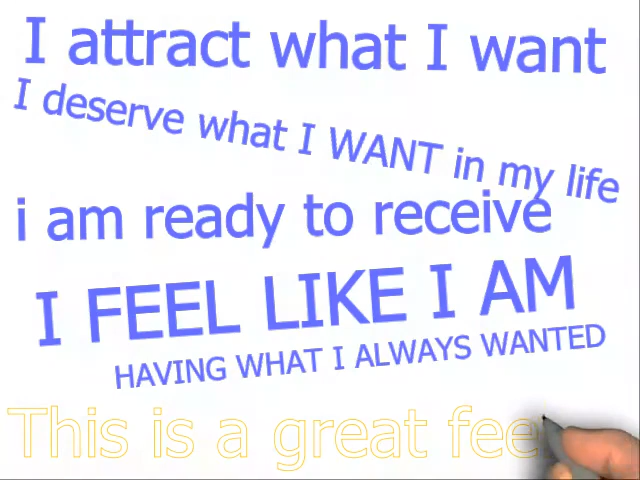 I attract what I want
I deserve what I WANT in my life
i am ready to receive
I FEEL LIKE I AM
HAVING WHAT I ALWAYS WANTED
This is a great fee